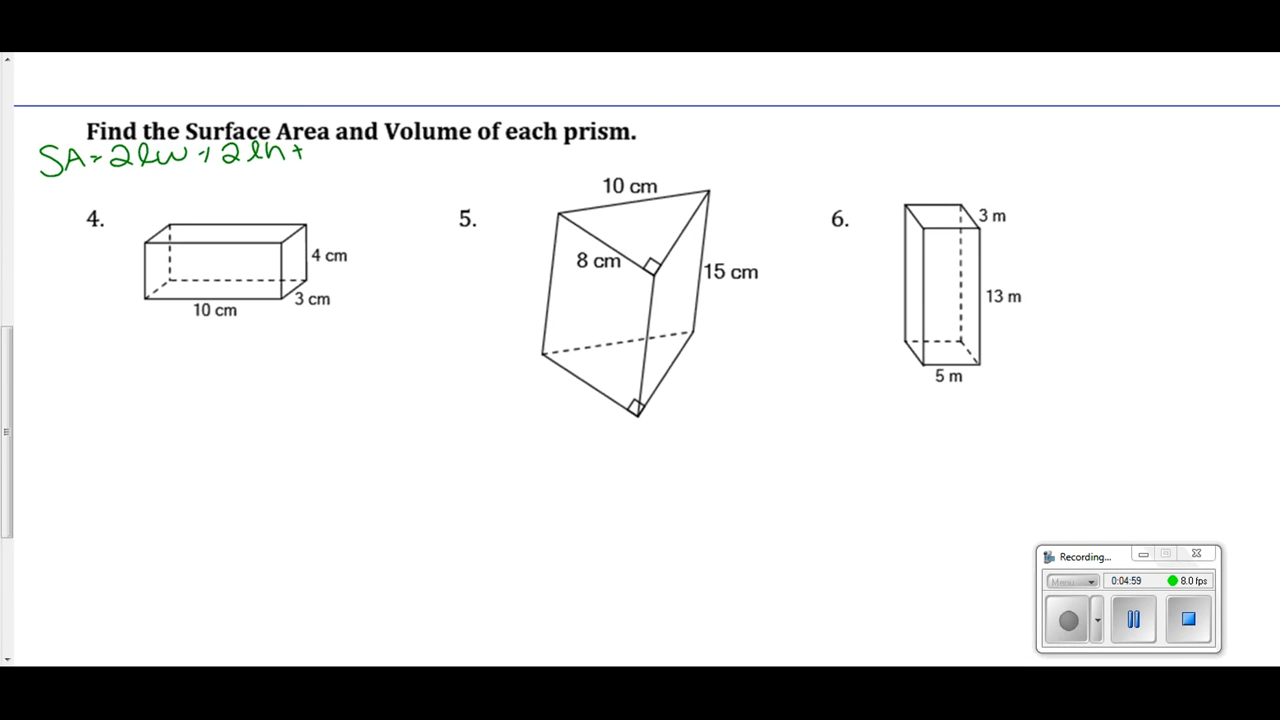 Find the Surface Area and Volume of each prism.
SA = 2lw + 2lh +
4.
4 cm
3 cm
10 cm
5.
10 cm
8 cm
15 cm
6.
3 m
13 m
5 m
Recording...
Menu
0:04:59
8.0 fps